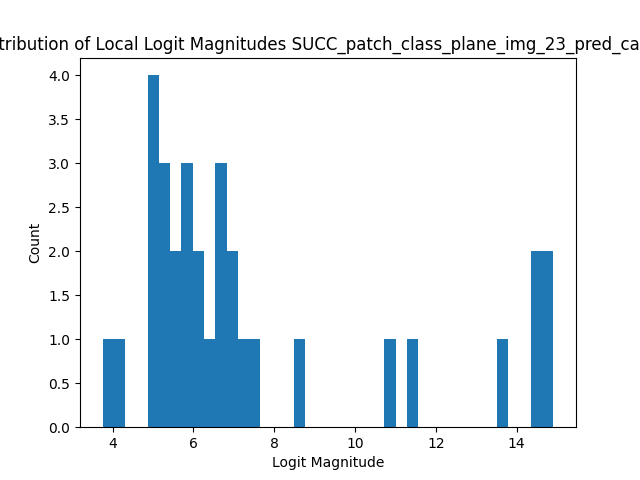 tribution of Local Logit Magnitudes SUCC_patch_class_plane_img_23_pred_ca
4.0
3.5
3.0
2.5
2.0
1.5
1.0
0.5
0.0
Count
4 6 8 10 12 14
Logit Magnitude